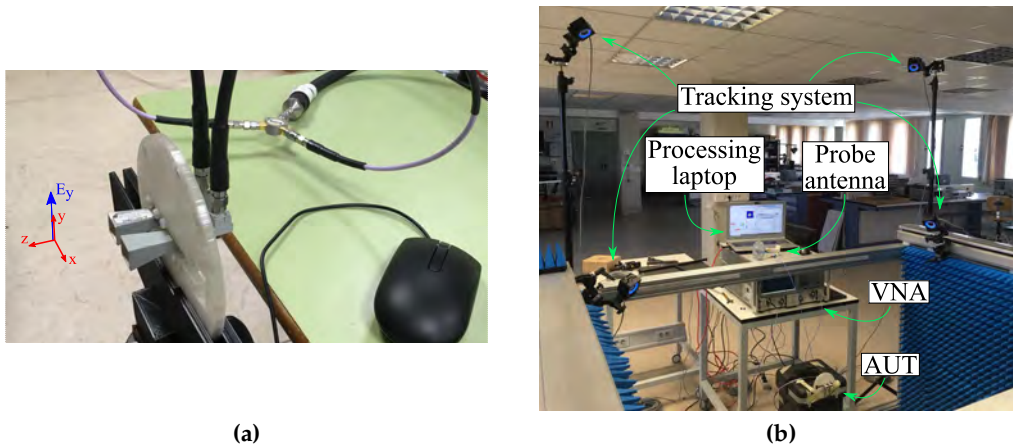 Tracking system
Processing
laptop
Probe
antenna
Ey
y
z
x
VNA
AUT
(a)
(b)